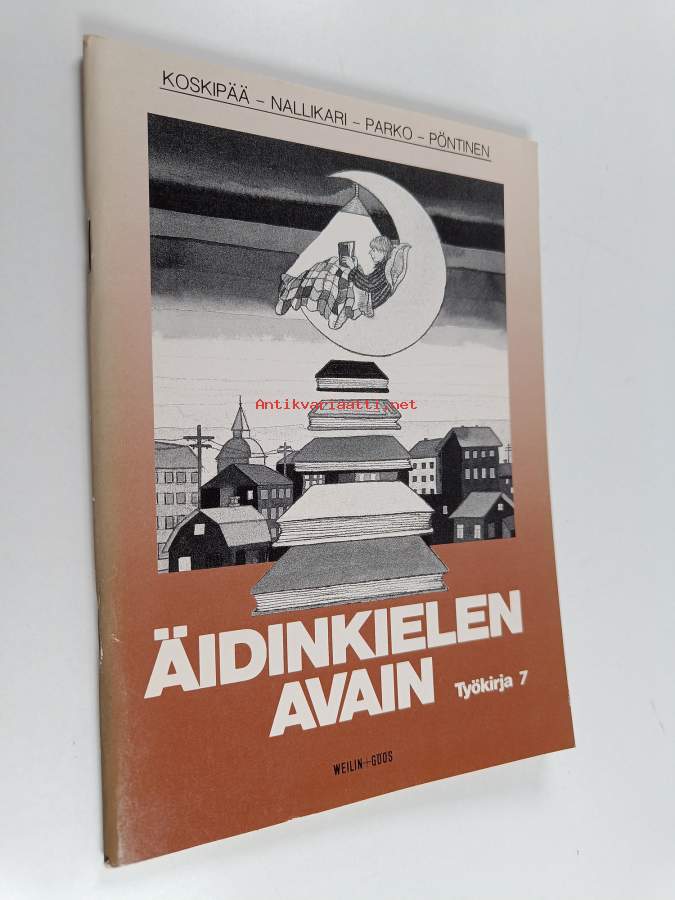 KOSKIPÄÄ – NALLIKARI – PARKO – PÖNTINEN
Antikvariaatti.net
ÄIDINKIELEN
AVAIN
Työkirja 7
WEILIN+GÖÖS